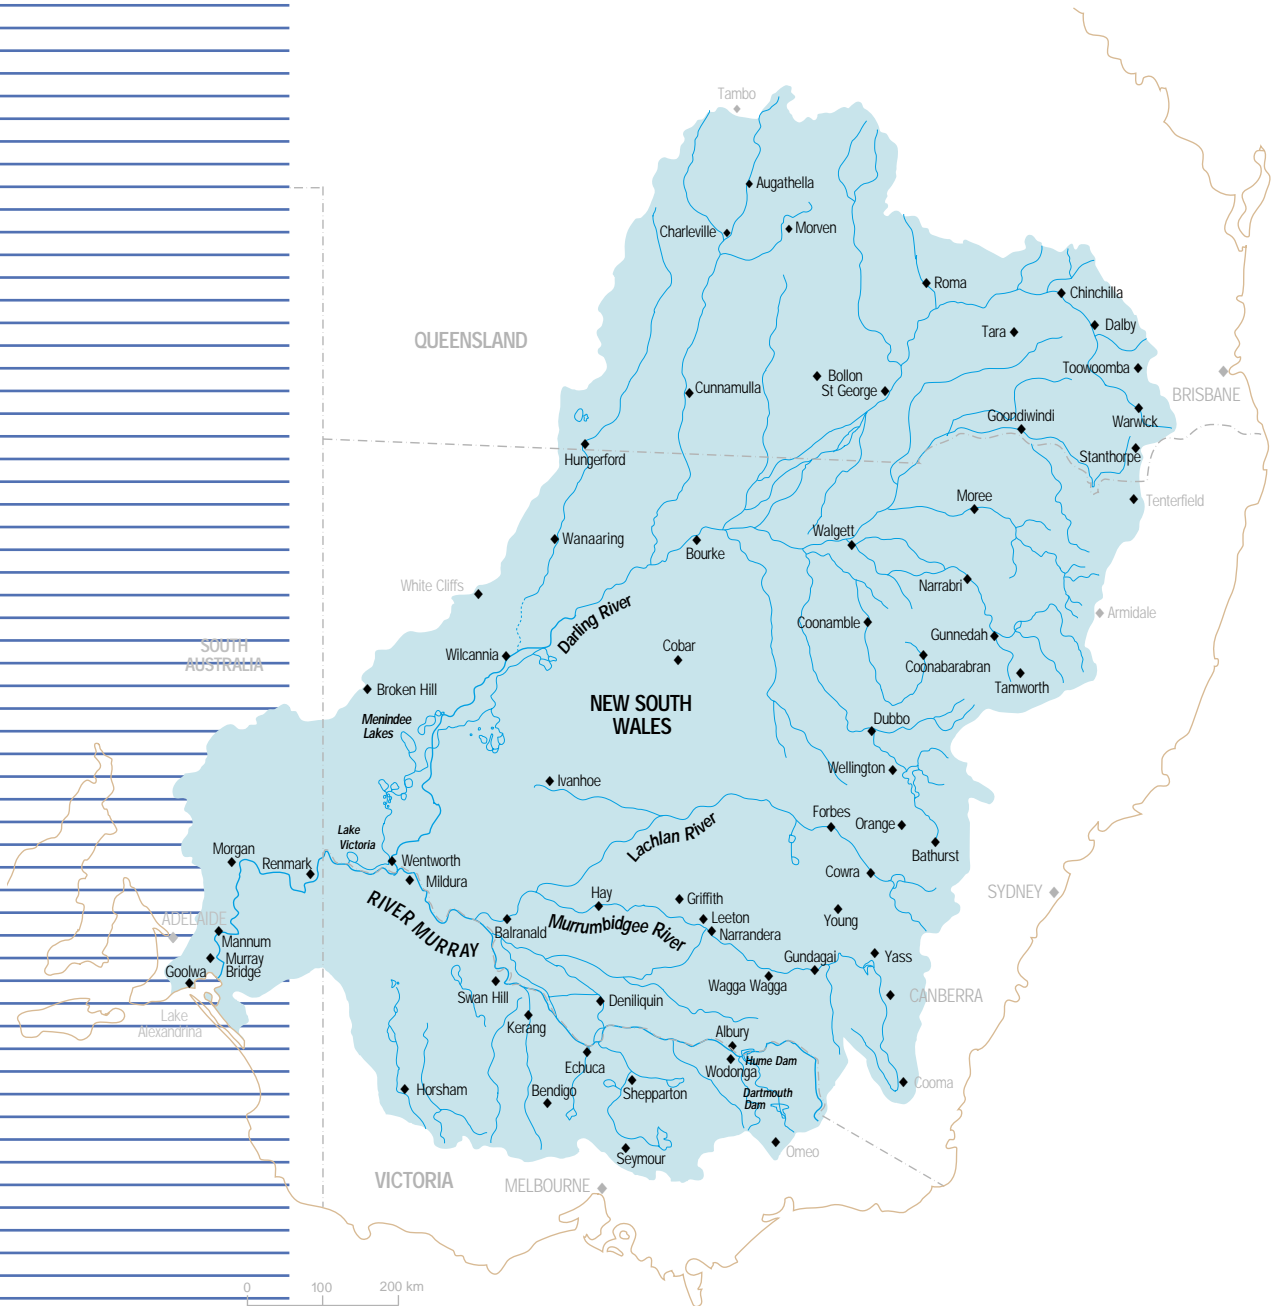 Tambo
Augathella
Charleville
Morven
Roma
Chinchilla
QUEENSLAND
Tara
Dalby
Toowoomba
Bollon
Cunnamulla
St George
BRISBANE
Goondiwindi
Warwick
Hungerford
Stanthorpe
Moree
Tenterfield
Wanaaring
Walgett
Bourke
White Cliffs
Narrabri
Darling River
Armidale
Coonamble
Gunnedah
SOUTH
AUSTRALIA
Cobar
Wilcannia
Coonabarabran
Broken Hill
Tamworth
NEW SOUTH
WALES
Menindee
Lakes
Dubbo
Wellington
Ivanhoe
Forbes
Orange
Lake
Victoria
Lachlan River
Morgan
Renmark
Wentworth
Bathurst
Mildura
Cowra
SYDNEY
Hay
Griffith
RIVER MURRAY
ADELAIDE
Leeton
Young
Murrumbidgee River
Balranald
Narrandera
Mannum
Murray
Bridge
Gundagai
Yass
Goolwa
Wagga Wagga
Swan Hill
CANBERRA
Deniliquin
Lake
Alexandrina
Kerang
Albury
Hume Dam
Echuca
Wodonga
Cooma
Horsham
Bendigo
Shepparton
Dartmouth
Dam
Omeo
Seymour
VICTORIA
MELBOURNE
0 100 200 km